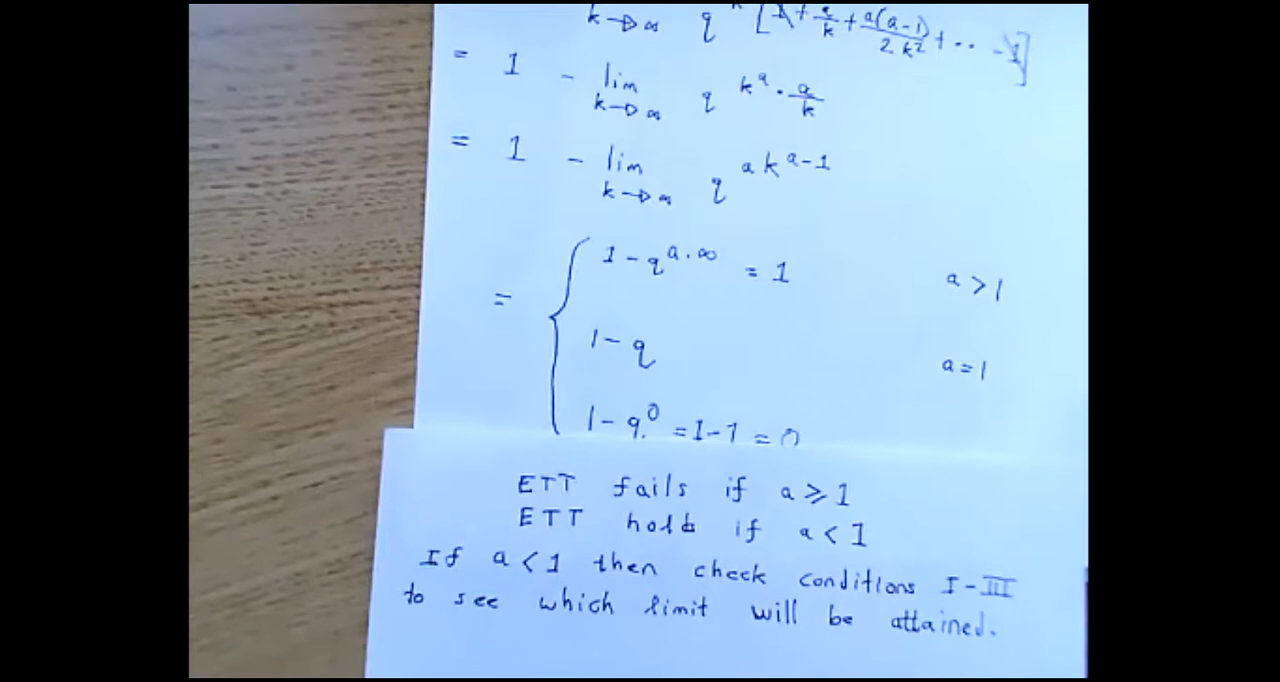 lim k→∞ q^k^a [1 + a/k + a(a-1)/2k² + ·· - 1]
= 1 - lim k→∞ q^k^a · a/k
= 1 - lim k→∞ q^ak^a-1
= { 1 - q^a·∞ = 1 a > 1
1 - q a = 1
1 - q^0 = 1 - 1 = 0
ETT fails if a ≥ 1
ETT holds if a < 1
If a < 1 then check conditions I - III
to see which limit will be attained.